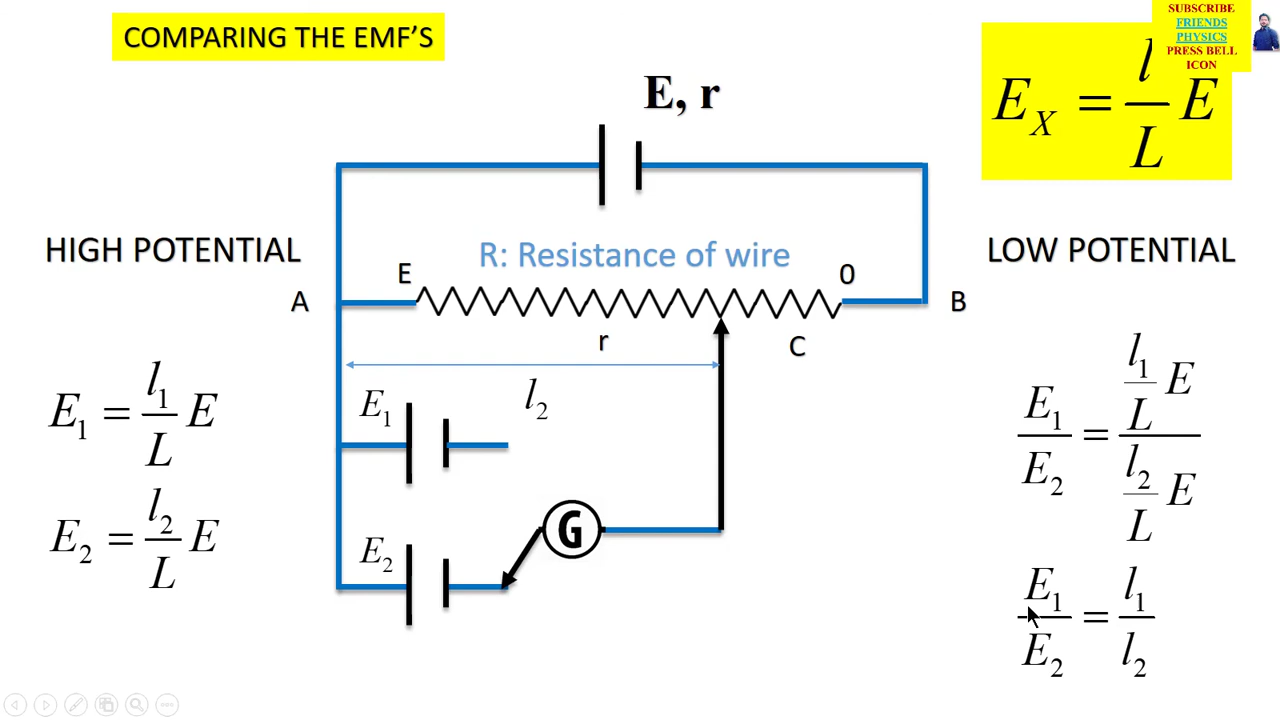 SUBSCRIBE
FRIENDS
PHYSICS
PRESS BELL
ICON
COMPARING THE EMF’S
E, r
E_X = l/L E
HIGH POTENTIAL
R: Resistance of wire
LOW POTENTIAL
E
0
A
B
r
C
l_2
E_1
E_2
G
E_1 = l_1/L E
E_2 = l_2/L E
E_1/E_2 = (l_1/L E)/(l_2/L E)
E_1/E_2 = l_1/l_2